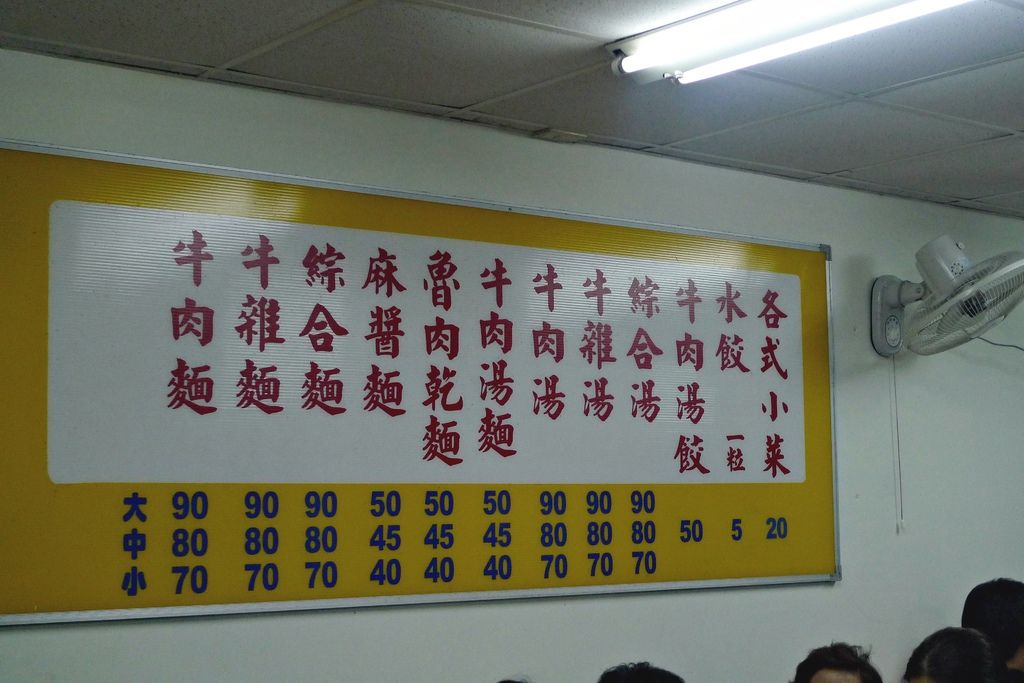 牛肉麵
牛雜麵
綜合麵
麻醬麵
魯肉乾麵
牛肉湯麵
牛肉湯
牛雜湯
綜合湯
牛肉湯餃
水餃 一粒
各式小菜
大 90 90 90 50 50 50 90 90 90
中 80 80 80 45 45 45 80 80 80 50 5 20
小 70 70 70 40 40 40 70 70 70